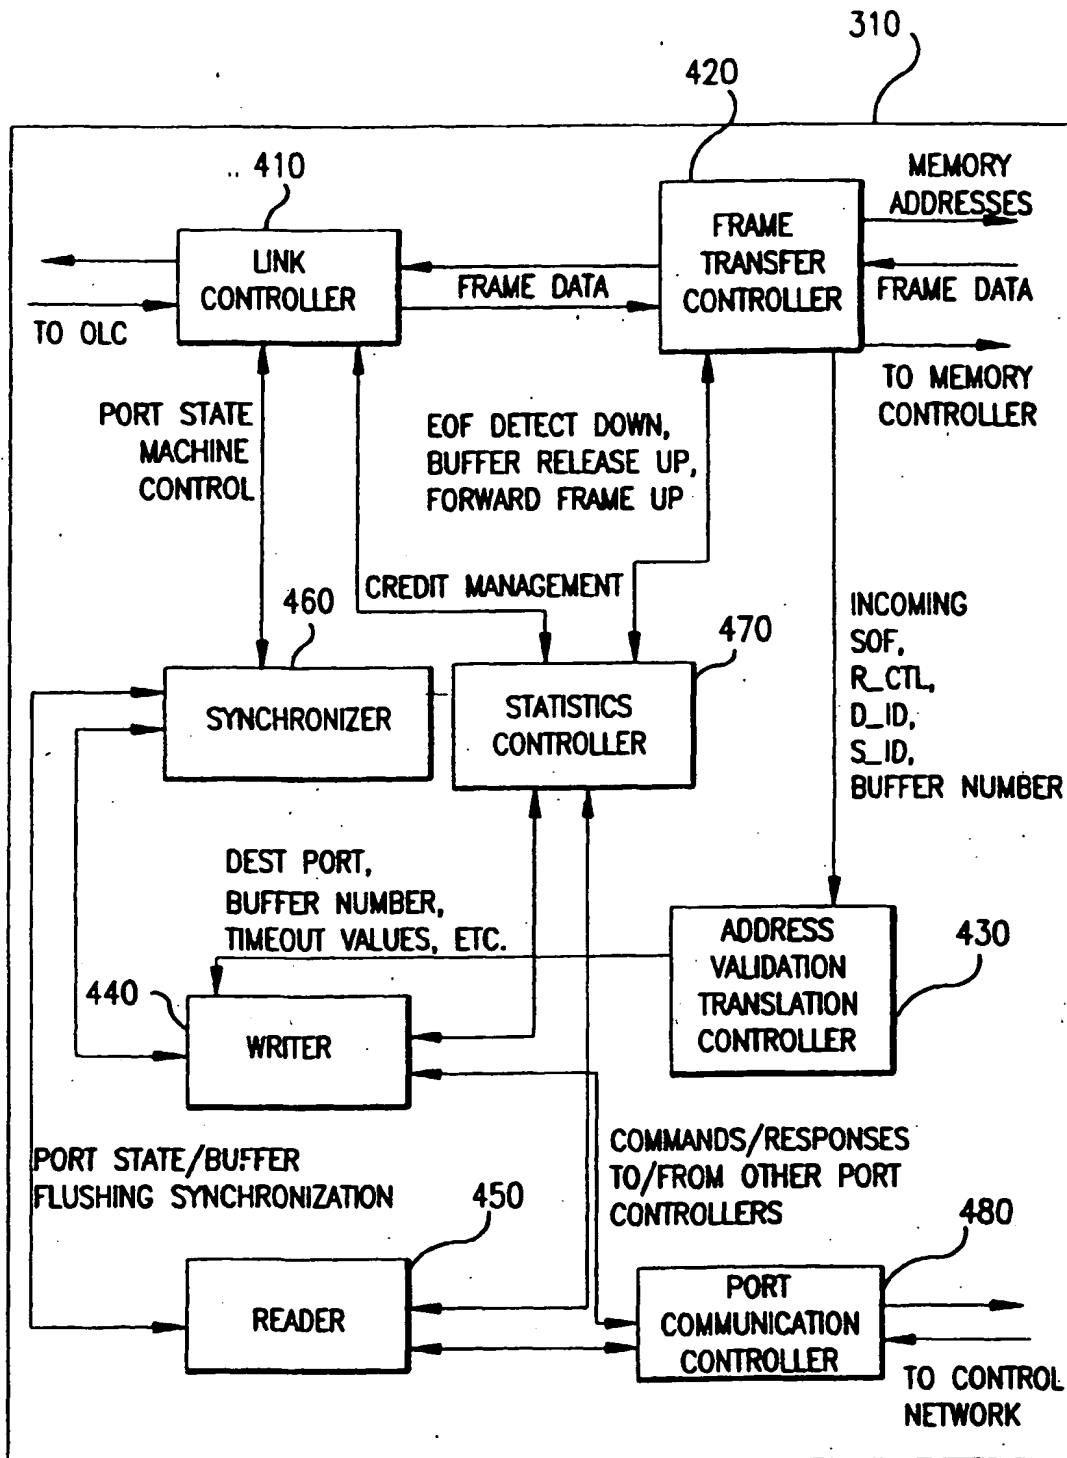 310
420
410
MEMORY
ADDRESSES
LINK
CONTROLLER
FRAME
TRANSFER
CONTROLLER
FRAME DATA
FRAME DATA
TO OLC
TO MEMORY
CONTROLLER
PORT STATE
MACHINE
CONTROL
EOF DETECT DOWN,
BUFFER RELEASE UP,
FORWARD FRAME UP
CREDIT MANAGEMENT
460
470
INCOMING
SOF,
R_CTL,
D_ID,
S_ID,
BUFFER NUMBER
SYNCHRONIZER
STATISTICS
CONTROLLER
DEST PORT,
BUFFER NUMBER,
TIMEOUT VALUES, ETC.
ADDRESS
VALIDATION
TRANSLATION
CONTROLLER
430
440
WRITER
PORT STATE/BUFFER
FLUSHING SYNCHRONIZATION
COMMANDS/RESPONSES
TO/FROM OTHER PORT
CONTROLLERS
450
480
READER
PORT
COMMUNICATION
CONTROLLER
TO CONTROL
NETWORK